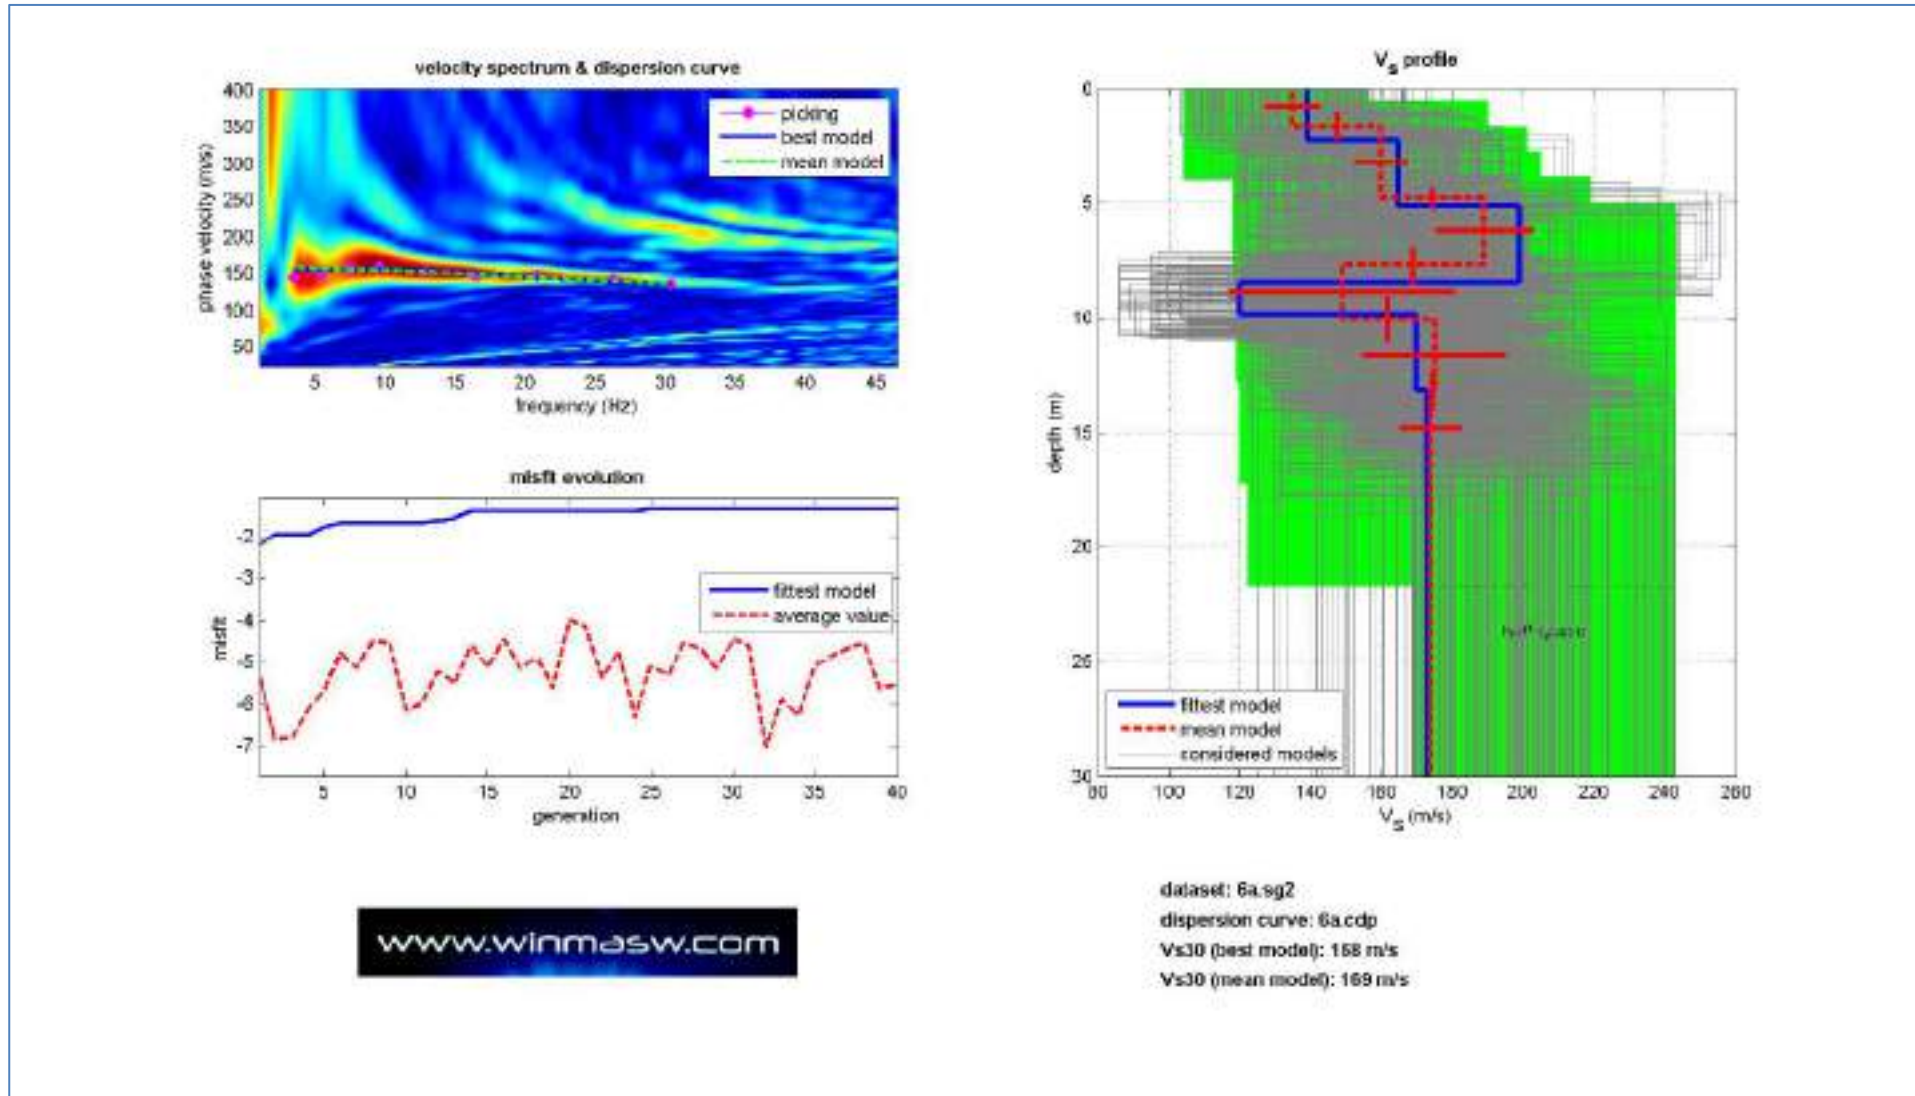 velocity spectrum & dispersion curve
400
350
300
250
200
150
100
50
phase velocity (m/s)
picking
best model
mean model
5 10 15 20 25 30 35 40 45
frequency (Hz)
misfit evolution
-2
-3
-4
-5
-6
-7
misfit
fittest model
average value
5 10 15 20 25 30 35 40
generation
www.winmasw.com
VS profile
0
5
10
15
20
25
30
depth (m)
fittest model
mean model
considered models
80 100 120 140 160 180 200 220 240 260
VS (m/s)
dataset: 6a.sg2
dispersion curve: 6a.cdp
Vs30 (best model): 168 m/s
Vs30 (mean model): 169 m/s